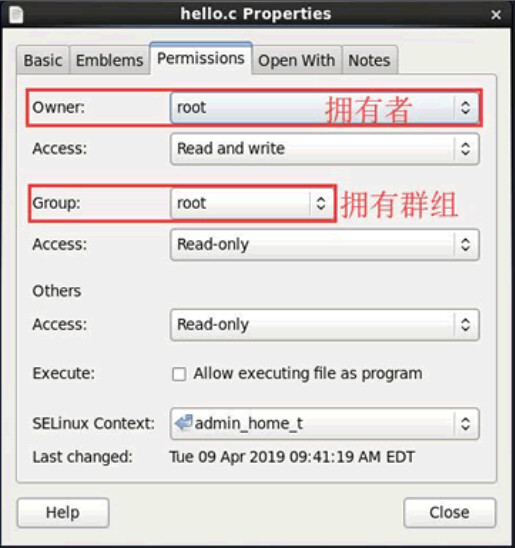 hello.c Properties
Basic Emblems Permissions Open With Notes
Owner: root 拥有者
Access: Read and write
Group: root 拥有群组
Access: Read-only
Others
Access: Read-only
Execute: Allow executing file as program
SELinux Context: admin_home_t
Last changed: Tue 09 Apr 2019 09:41:19 AM EDT
Help Close